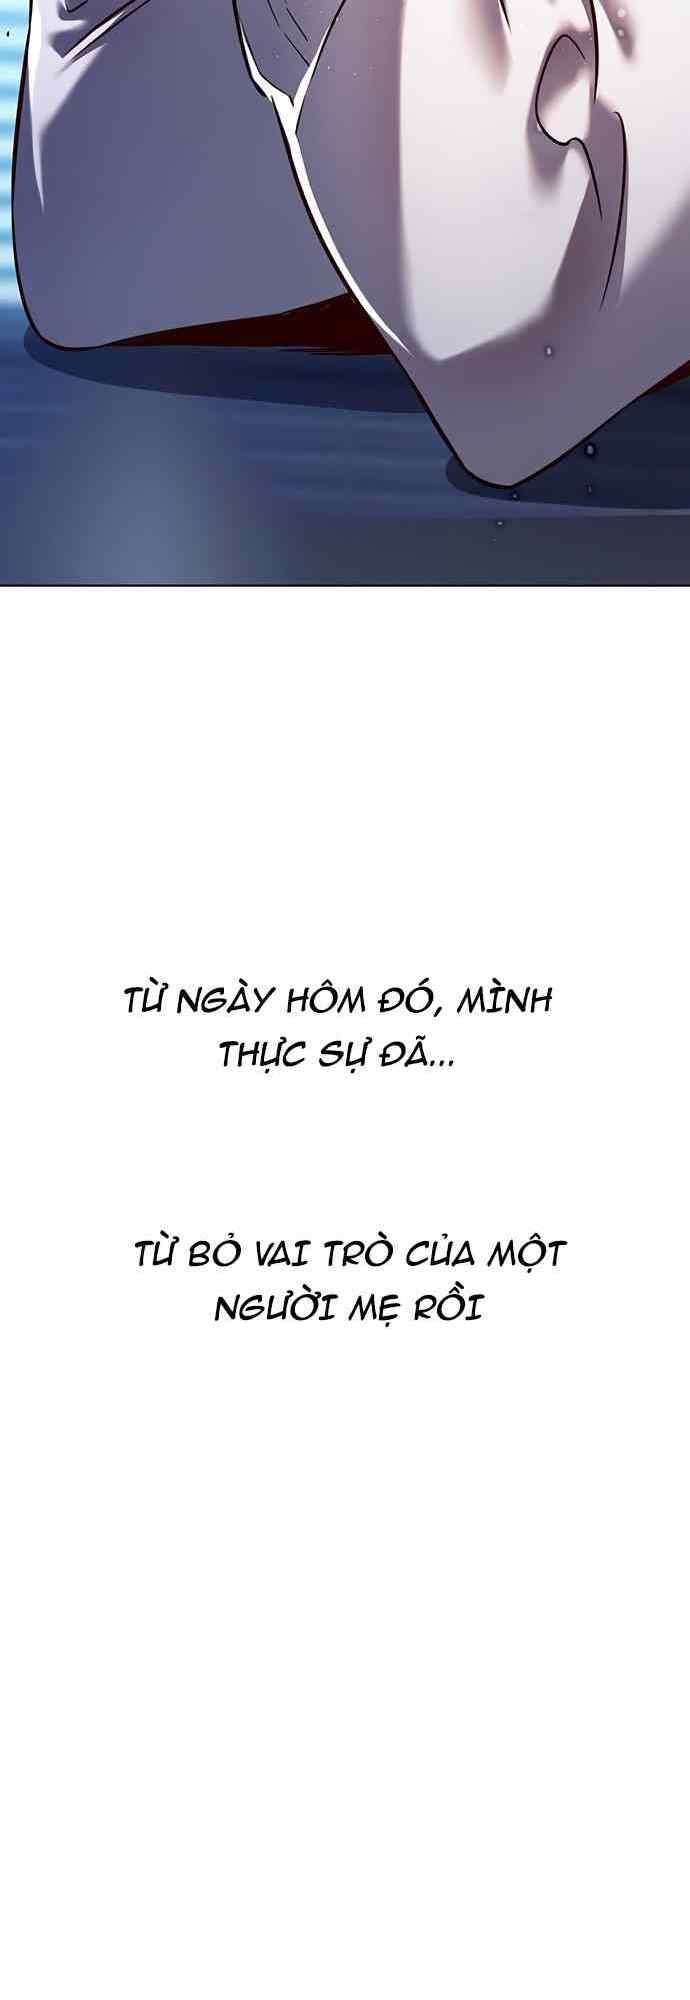 TỪ NGÀY HÔM ĐÓ, MÌNH
THỰC SỰ ĐÃ...
TỪ BỎ VAI TRÒ CỦA MỘT
NGƯỜI MẸ RỒI